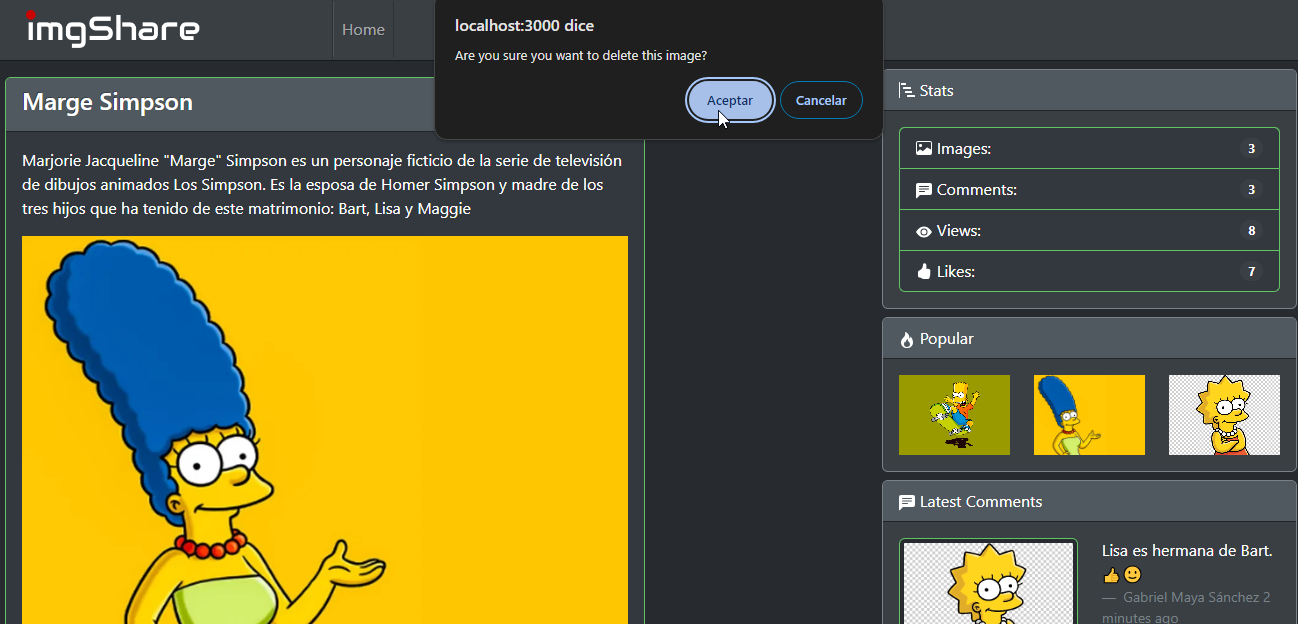 imgShare
Home
localhost:3000 dice
Are you sure you want to delete this image?
Aceptar
Cancelar
Marge Simpson
Marjorie Jacqueline "Marge" Simpson es un personaje ficticio de la serie de televisión
de dibujos animados Los Simpson. Es la esposa de Homer Simpson y madre de los
tres hijos que ha tenido de este matrimonio: Bart, Lisa y Maggie
Stats
Images: 3
Comments: 3
Views: 8
Likes: 7
Popular
Latest Comments
Lisa es hermana de Bart.
👍🙂
— Gabriel Maya Sánchez 2
minutes ago